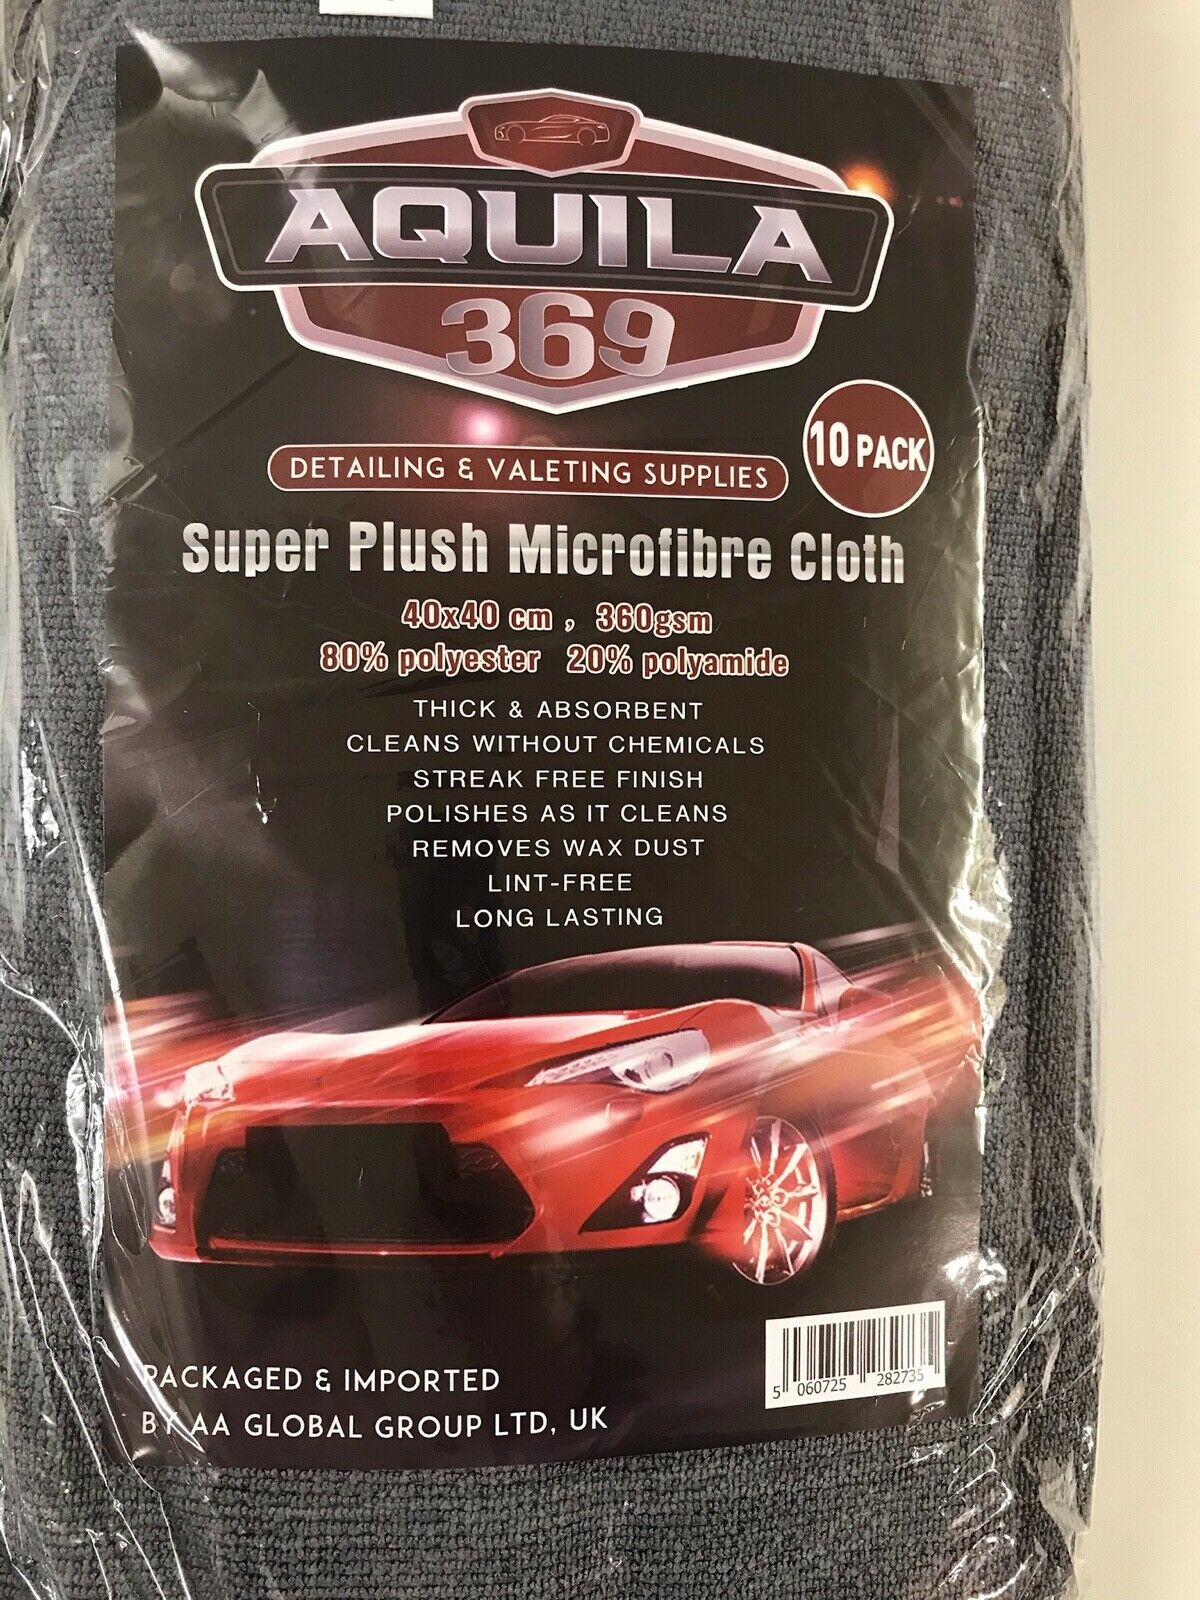 AQUILA
369
10 PACK
DETAILING & VALETING SUPPLIES
Super Plush Microfibre Cloth
40x40 cm , 360gsm
80% polyester 20% polyamide
THICK & ABSORBENT
CLEANS WITHOUT CHEMICALS
STREAK FREE FINISH
POLISHES AS IT CLEANS
REMOVES WAX DUST
LINT-FREE
LONG LASTING
PACKAGED & IMPORTED
BY AA GLOBAL GROUP LTD, UK
5 060725 282735